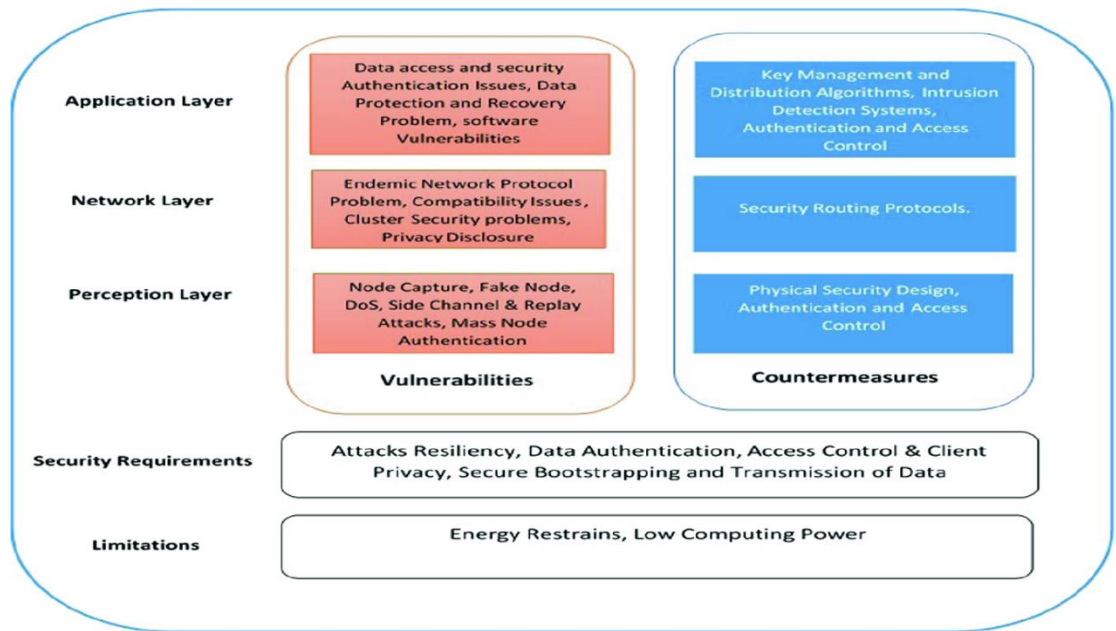 Application Layer
Data access and security
Authentication Issues, Data
Protection and Recovery
Problem, software
Vulnerabilities
Key Management and
Distribution Algorithms, Intrusion
Detection Systems,
Authentication and Access
Control
Network Layer
Endemic Network Protocol
Problem, Compatibility Issues,
Cluster Security problems,
Privacy Disclosure
Security Routing Protocols.
Perception Layer
Node Capture, Fake Node,
DoS, Side Channel & Replay
Attacks, Mass Node
Authentication
Physical Security Design,
Authentication and Access
Control
Vulnerabilities
Countermeasures
Security Requirements
Attacks Resiliency, Data Authentication, Access Control & Client
Privacy, Secure Bootstrapping and Transmission of Data
Limitations
Energy Restrains, Low Computing Power